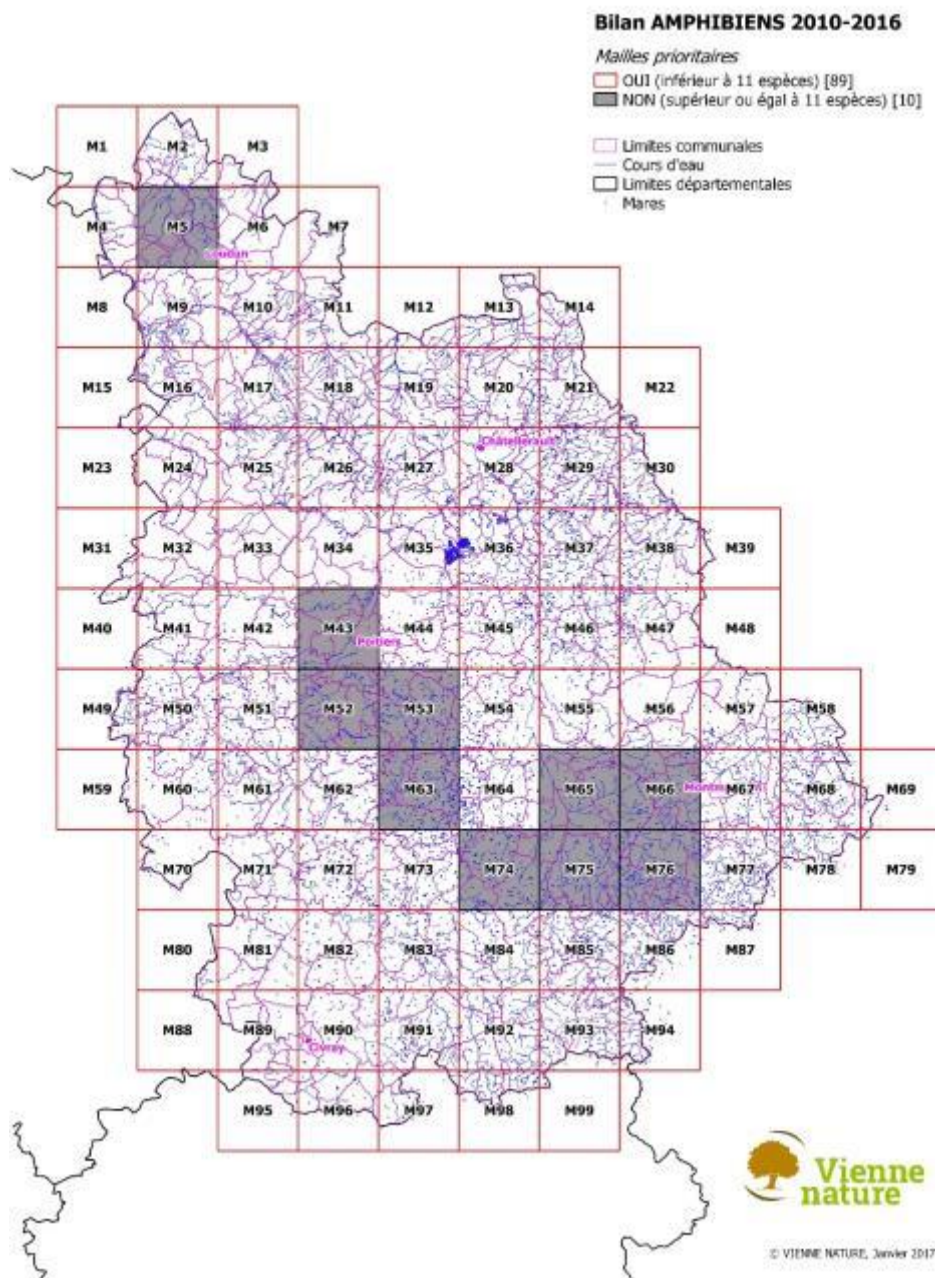 Bilan AMPHIBIENS 2010-2016
Mailles prioritaires
OUI (inférieur à 11 espèces) [89]
NON (supérieur ou égal à 11 espèces) [10]
Limites communales
Cours d'eau
Limites départementales
Mares
M1 M2 M3
M4 M5 M6 M7
Loudun
M8 M9 M10 M11 M12 M13 M14
M15 M16 M17 M18 M19 M20 M21 M22
Châtellerault
M23 M24 M25 M26 M27 M28 M29 M30
M31 M32 M33 M34 M35 M36 M37 M38 M39
M40 M41 M42 M43 M44 M45 M46 M47 M48
Poitiers
M49 M50 M51 M52 M53 M54 M55 M56 M57 M58
M59 M60 M61 M62 M63 M64 M65 M66 M67 M68 M69
M70 M71 M72 M73 M74 M75 M76 M77 M78 M79
M80 M81 M82 M83 M84 M85 M86 M87
M88 M89 M90 M91 M92 M93 M94
Civray
M95 M96 M97 M98 M99
Vienne
nature
© VIENNE NATURE, Janvier 2017